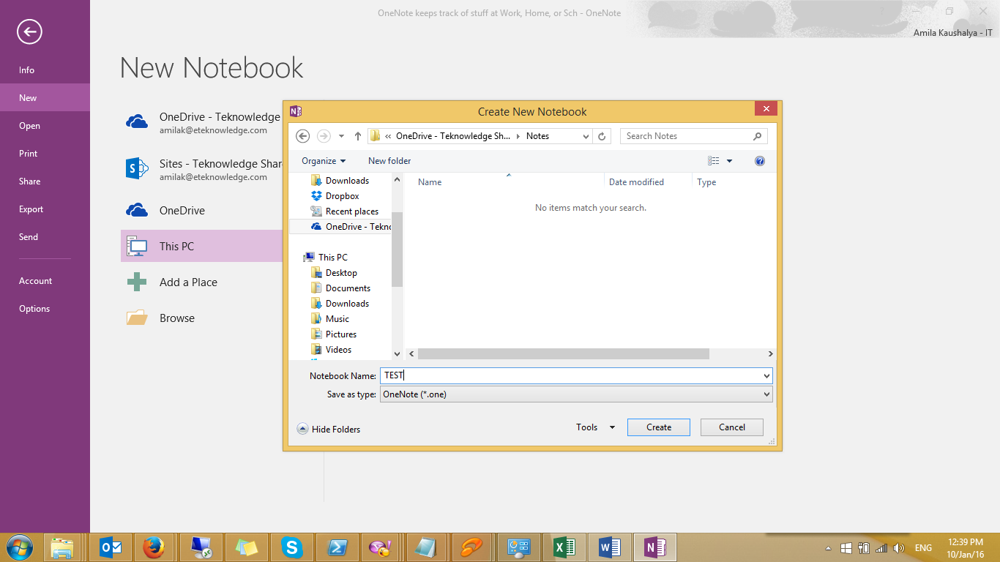 OneNote keeps track of stuff at Work, Home, or Sch - OneNote
Amila Kaushalya - IT
Info
New
Open
Print
Share
Export
Send
Account
Options
New Notebook
OneDrive - Teknowledge
amilak@eteknowledge.com
Sites - Teknowledge Shar
amilak@eteknowledge.com
OneDrive
This PC
Add a Place
Browse
Create New Notebook
« OneDrive - Teknowledge Sh... Notes
Search Notes
Organize
New folder
Downloads
Dropbox
Recent places
OneDrive - Tekno
This PC
Desktop
Documents
Downloads
Music
Pictures
Videos
Name Date modified Type
No items match your search.
Notebook Name: TEST
Save as type: OneNote (*.one)
Hide Folders
Tools Create Cancel
ENG
12:39 PM
10/Jan/16